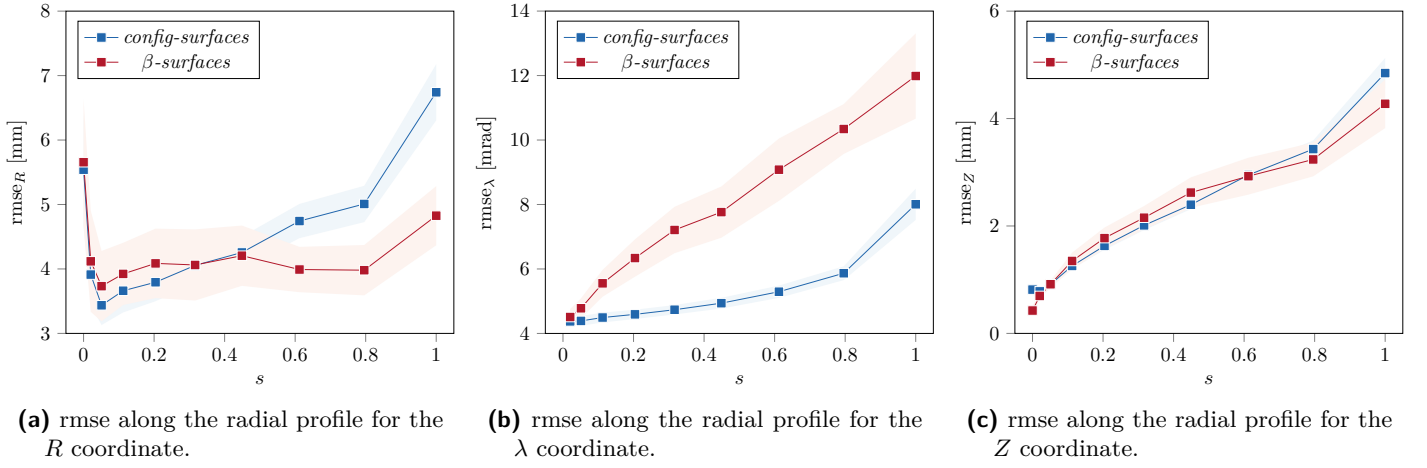 8
7
6
5
4
3
rmse_R [mm]
config-surfaces
β-surfaces
0
0.2
0.4
0.6
0.8
1
s
(a) rmse along the radial profile for the
R coordinate.
14
12
10
8
6
4
rmse_λ [mrad]
config-surfaces
β-surfaces
0
0.2
0.4
0.6
0.8
1
s
(b) rmse along the radial profile for the
λ coordinate.
6
4
2
0
rmse_Z [mm]
config-surfaces
β-surfaces
0
0.2
0.4
0.6
0.8
1
s
(c) rmse along the radial profile for the
Z coordinate.